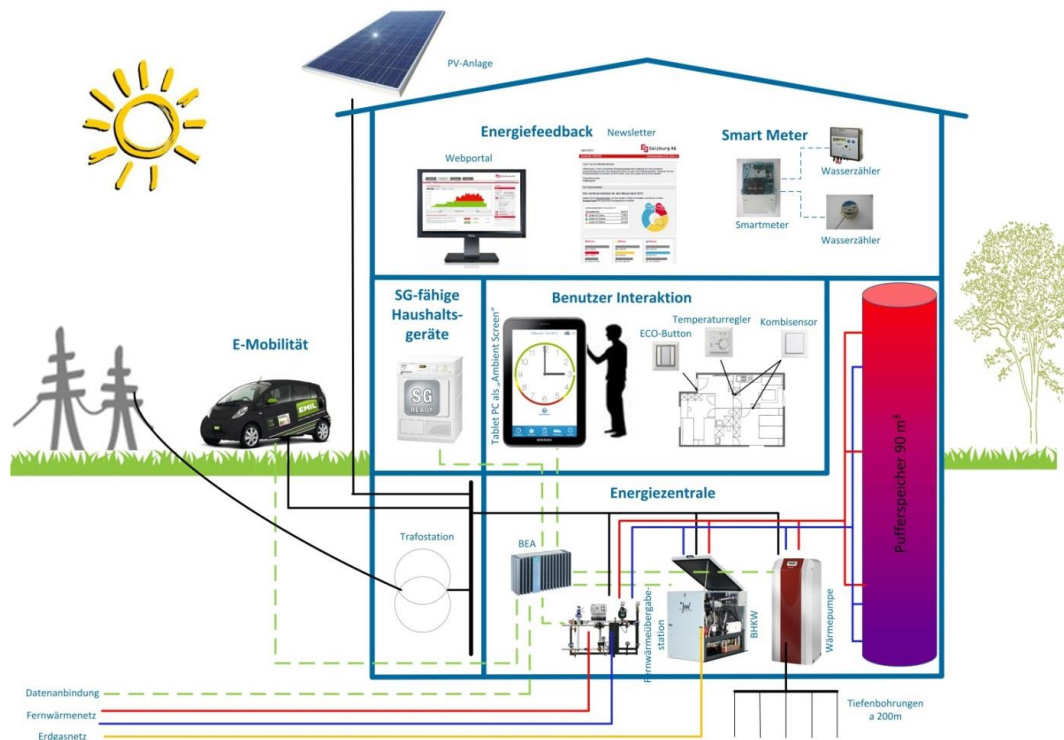 PV-Anlage
Energiefeedback
Newsletter
Smart Meter
Webportal
Salzburg AG
Wasserzähler
Smartmeter
Wasserzähler
SG-fähige
Haushalts-
geräte
Benutzer Interaktion
Temperaturregler
ECO-Button
Kombisensor
Tablet PC als „Ambient Screen"
E-Mobilität
EMIL
SG
READY
SAMSUNG
Pufferspeicher 90 m³
Energiezentrale
Trafostation
BEA
Fernwärmeübergabe-
station
BHKW
Wärmepumpe
Datenanbindung
Fernwärmenetz
Erdgasnetz
Tiefenbohrungen
a 200m